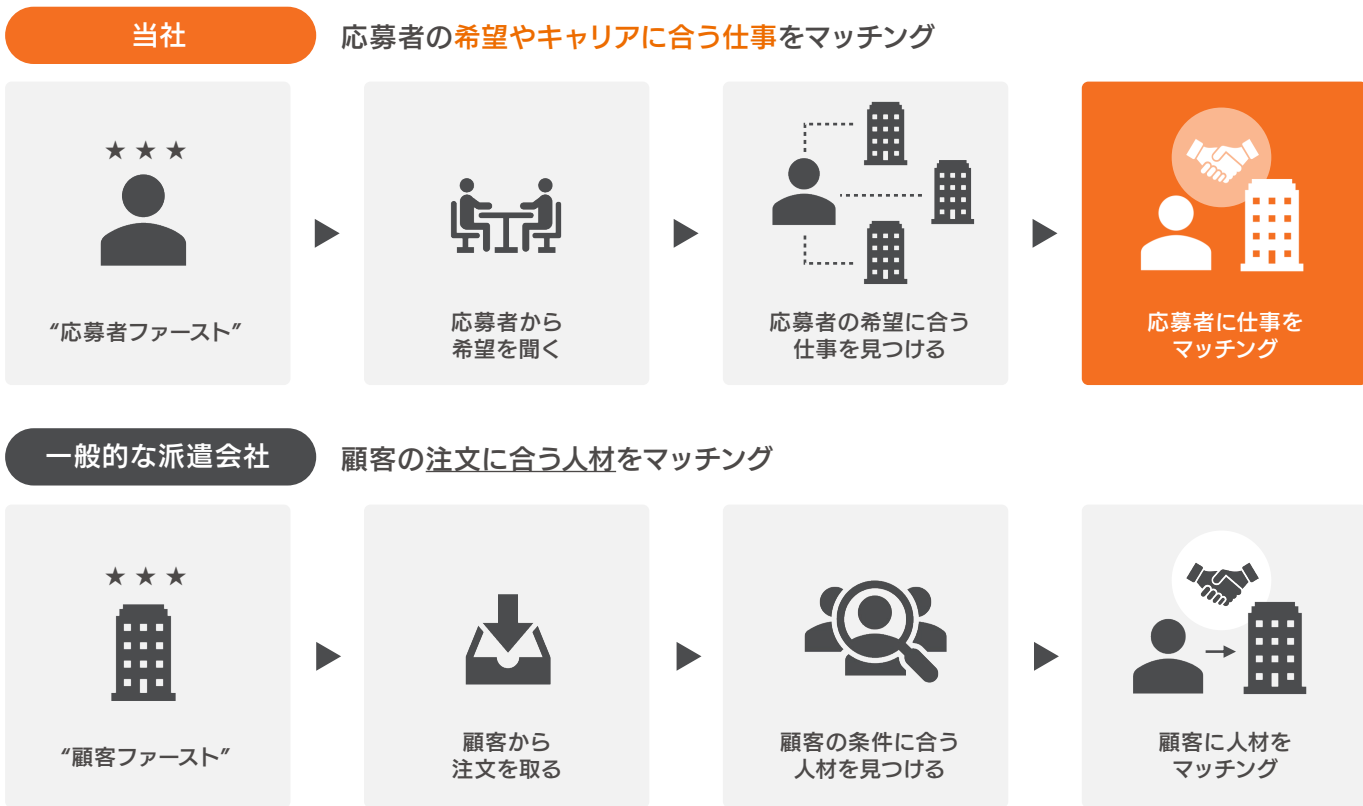 当社
応募者の希望やキャリアに合う仕事をマッチング
“応募者ファースト”
応募者から
希望を聞く
応募者の希望に合う
仕事を見つける
応募者に仕事を
マッチング
一般的な派遣会社
顧客の注文に合う人材をマッチング
“顧客ファースト”
顧客から
注文を取る
顧客の条件に合う
人材を見つける
顧客に人材を
マッチング